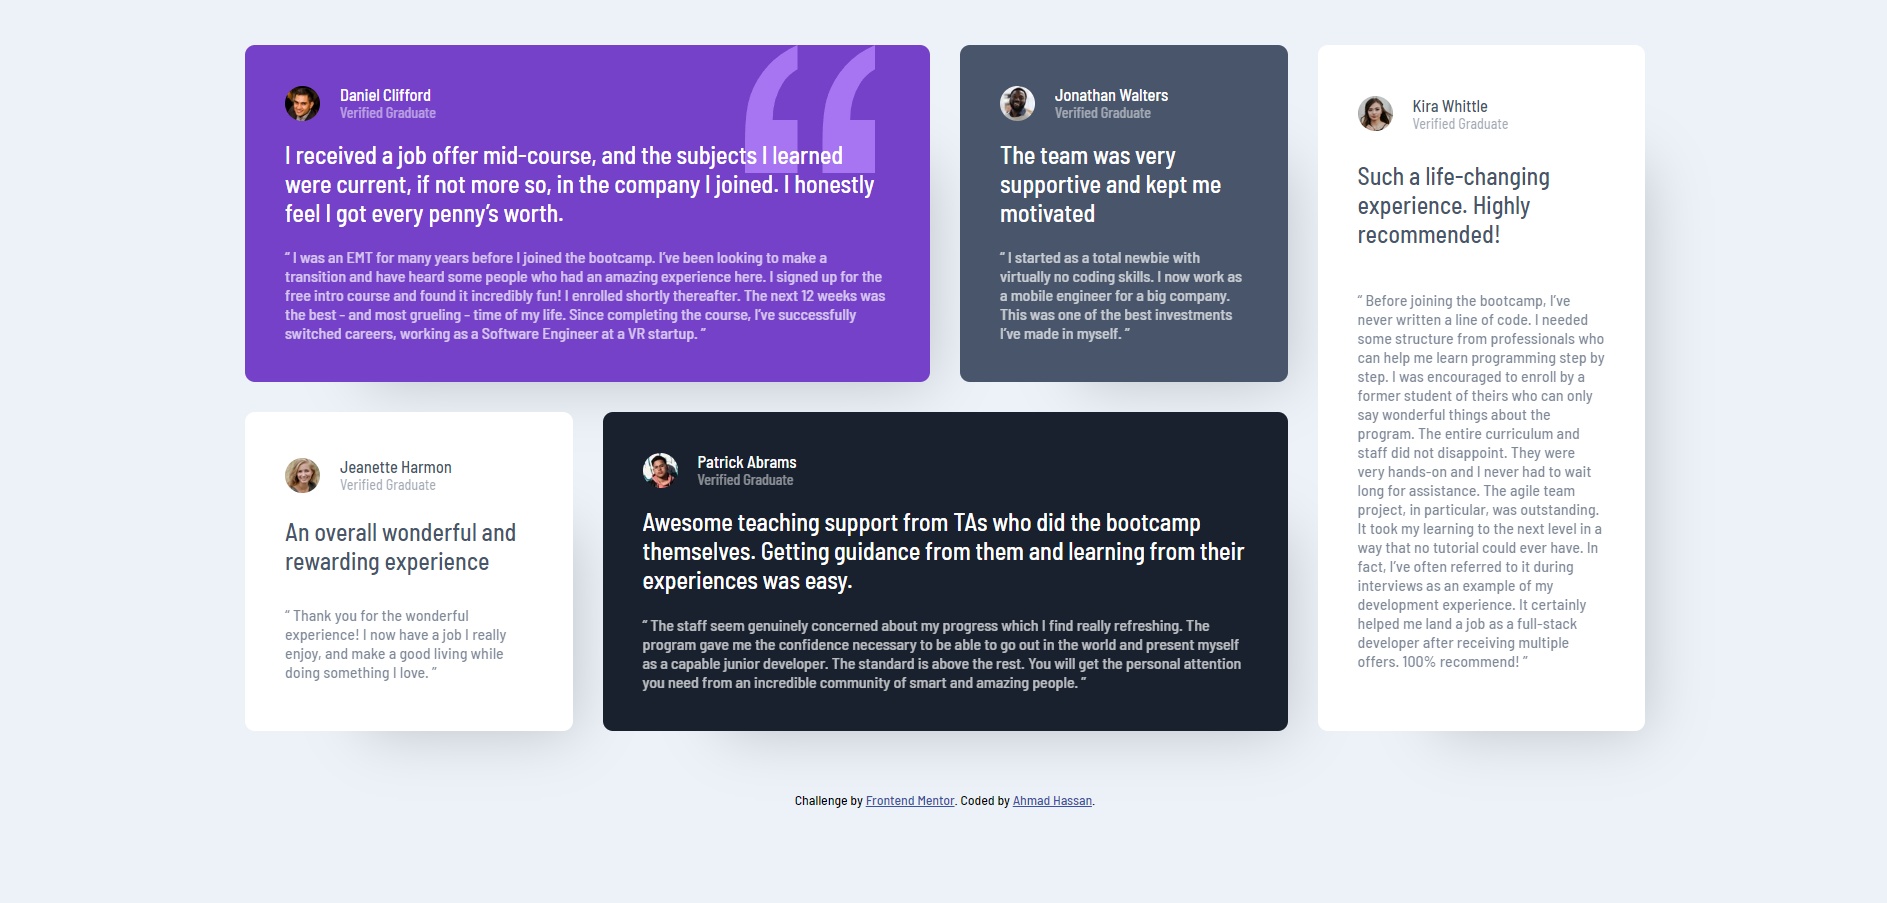 “
Daniel Clifford
Verified Graduate
I received a job offer mid-course, and the subjects I learned
were current, if not more so, in the company I joined. I honestly
feel I got every penny’s worth.
“ I was an EMT for many years before I joined the bootcamp. I’ve been looking to make a
transition and have heard some people who had an amazing experience here. I signed up for the
free intro course and found it incredibly fun! I enrolled shortly thereafter. The next 12 weeks was
the best - and most grueling - time of my life. Since completing the course, I’ve successfully
switched careers, working as a Software Engineer at a VR startup. ”
Jonathan Walters
Verified Graduate
The team was very
supportive and kept me
motivated
“ I started as a total newbie with
virtually no coding skills. I now work as
a mobile engineer for a big company.
This was one of the best investments
I’ve made in myself. ”
Kira Whittle
Verified Graduate
Such a life-changing
experience. Highly
recommended!
“ Before joining the bootcamp, I’ve
never written a line of code. I needed
some structure from professionals who
can help me learn programming step by
step. I was encouraged to enroll by a
former student of theirs who can only
say wonderful things about the
program. The entire curriculum and
staff did not disappoint. They were
very hands-on and I never had to wait
long for assistance. The agile team
project, in particular, was outstanding.
It took my learning to the next level in a
way that no tutorial could ever have. In
fact, I’ve often referred to it during
interviews as an example of my
development experience. It certainly
helped me land a job as a full-stack
developer after receiving multiple
offers. 100% recommend! ”
Jeanette Harmon
Verified Graduate
An overall wonderful and
rewarding experience
“ Thank you for the wonderful
experience! I now have a job I really
enjoy, and make a good living while
doing something I love. ”
Patrick Abrams
Verified Graduate
Awesome teaching support from TAs who did the bootcamp
themselves. Getting guidance from them and learning from their
experiences was easy.
“ The staff seem genuinely concerned about my progress which I find really refreshing. The
program gave me the confidence necessary to be able to go out in the world and present myself
as a capable junior developer. The standard is above the rest. You will get the personal attention
you need from an incredible community of smart and amazing people. ”
Challenge by Frontend Mentor. Coded by Ahmad Hassan.